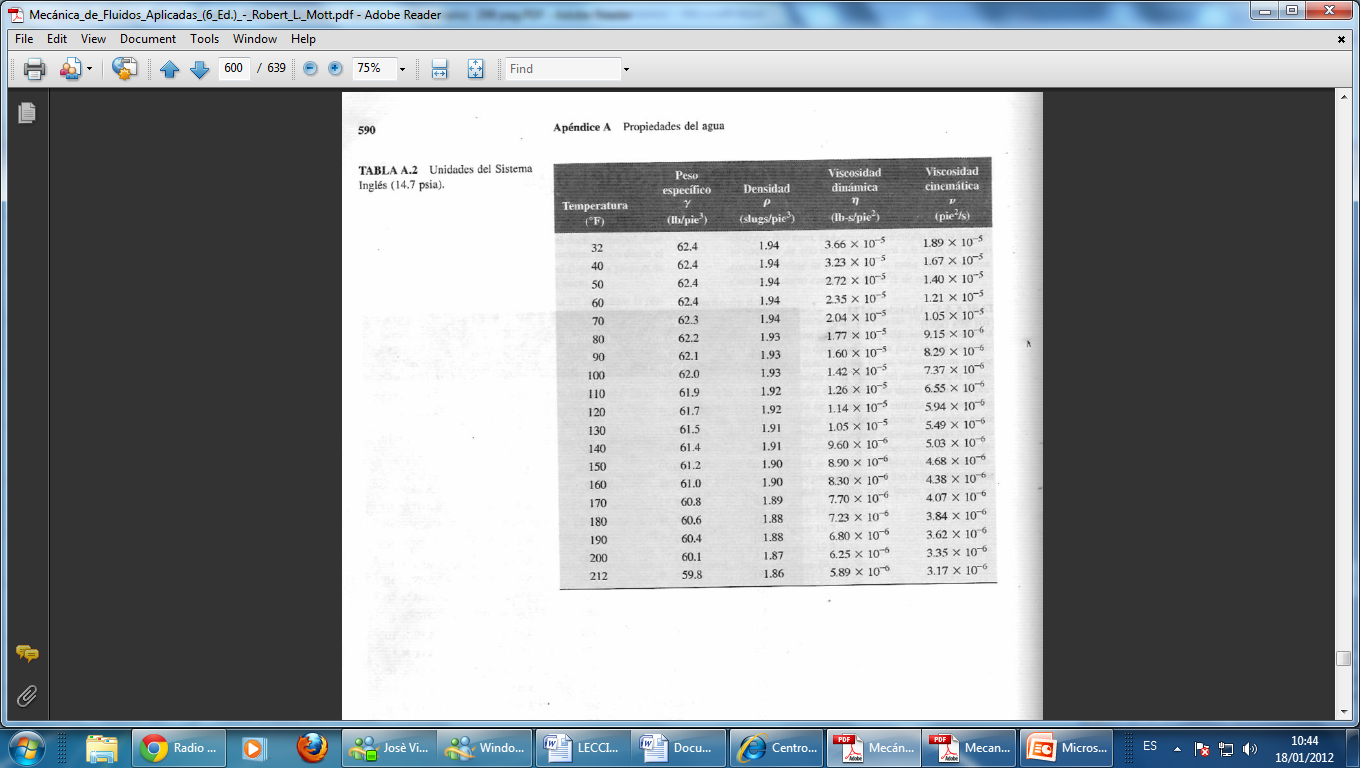 Mecánica_de_Fluidos_Aplicadas_(6_Ed.)_-_Robert_L._Mott.pdf - Adobe Reader
File Edit View Document Tools Window Help
600 / 639 75% Find
590 Apéndice A Propiedades del agua
TABLA A.2 Unidades del Sistema
Inglés (14.7 psia).
Temperatura (°F) Peso específico γ (lb/pie³) Densidad ρ (slugs/pie³) Viscosidad dinámica η (lb-s/pie²) Viscosidad cinemática ν (pie²/s)
32 62.4 1.94 3.66 × 10⁻⁵ 1.89 × 10⁻⁵
40 62.4 1.94 3.23 × 10⁻⁵ 1.67 × 10⁻⁵
50 62.4 1.94 2.72 × 10⁻⁵ 1.40 × 10⁻⁵
60 62.4 1.94 2.35 × 10⁻⁵ 1.21 × 10⁻⁵
70 62.3 1.94 2.04 × 10⁻⁵ 1.05 × 10⁻⁵
80 62.2 1.93 1.77 × 10⁻⁵ 9.15 × 10⁻⁶
90 62.1 1.93 1.60 × 10⁻⁵ 8.29 × 10⁻⁶
100 62.0 1.93 1.42 × 10⁻⁵ 7.37 × 10⁻⁶
110 61.9 1.92 1.26 × 10⁻⁵ 6.55 × 10⁻⁶
120 61.7 1.92 1.14 × 10⁻⁵ 5.94 × 10⁻⁶
130 61.5 1.91 1.05 × 10⁻⁵ 5.49 × 10⁻⁶
140 61.4 1.91 9.60 × 10⁻⁶ 5.03 × 10⁻⁶
150 61.2 1.90 8.90 × 10⁻⁶ 4.68 × 10⁻⁶
160 61.0 1.90 8.30 × 10⁻⁶ 4.38 × 10⁻⁶
170 60.8 1.89 7.70 × 10⁻⁶ 4.07 × 10⁻⁶
180 60.6 1.88 7.23 × 10⁻⁶ 3.84 × 10⁻⁶
190 60.4 1.88 6.80 × 10⁻⁶ 3.62 × 10⁻⁶
200 60.1 1.87 6.25 × 10⁻⁶ 3.35 × 10⁻⁶
212 59.8 1.86 5.89 × 10⁻⁶ 3.17 × 10⁻⁶
Radio ... Josè Vi... Windo... LECCI... Docu... Centro... Mecán... Mecan... Micros... ES 10:44
18/01/2012